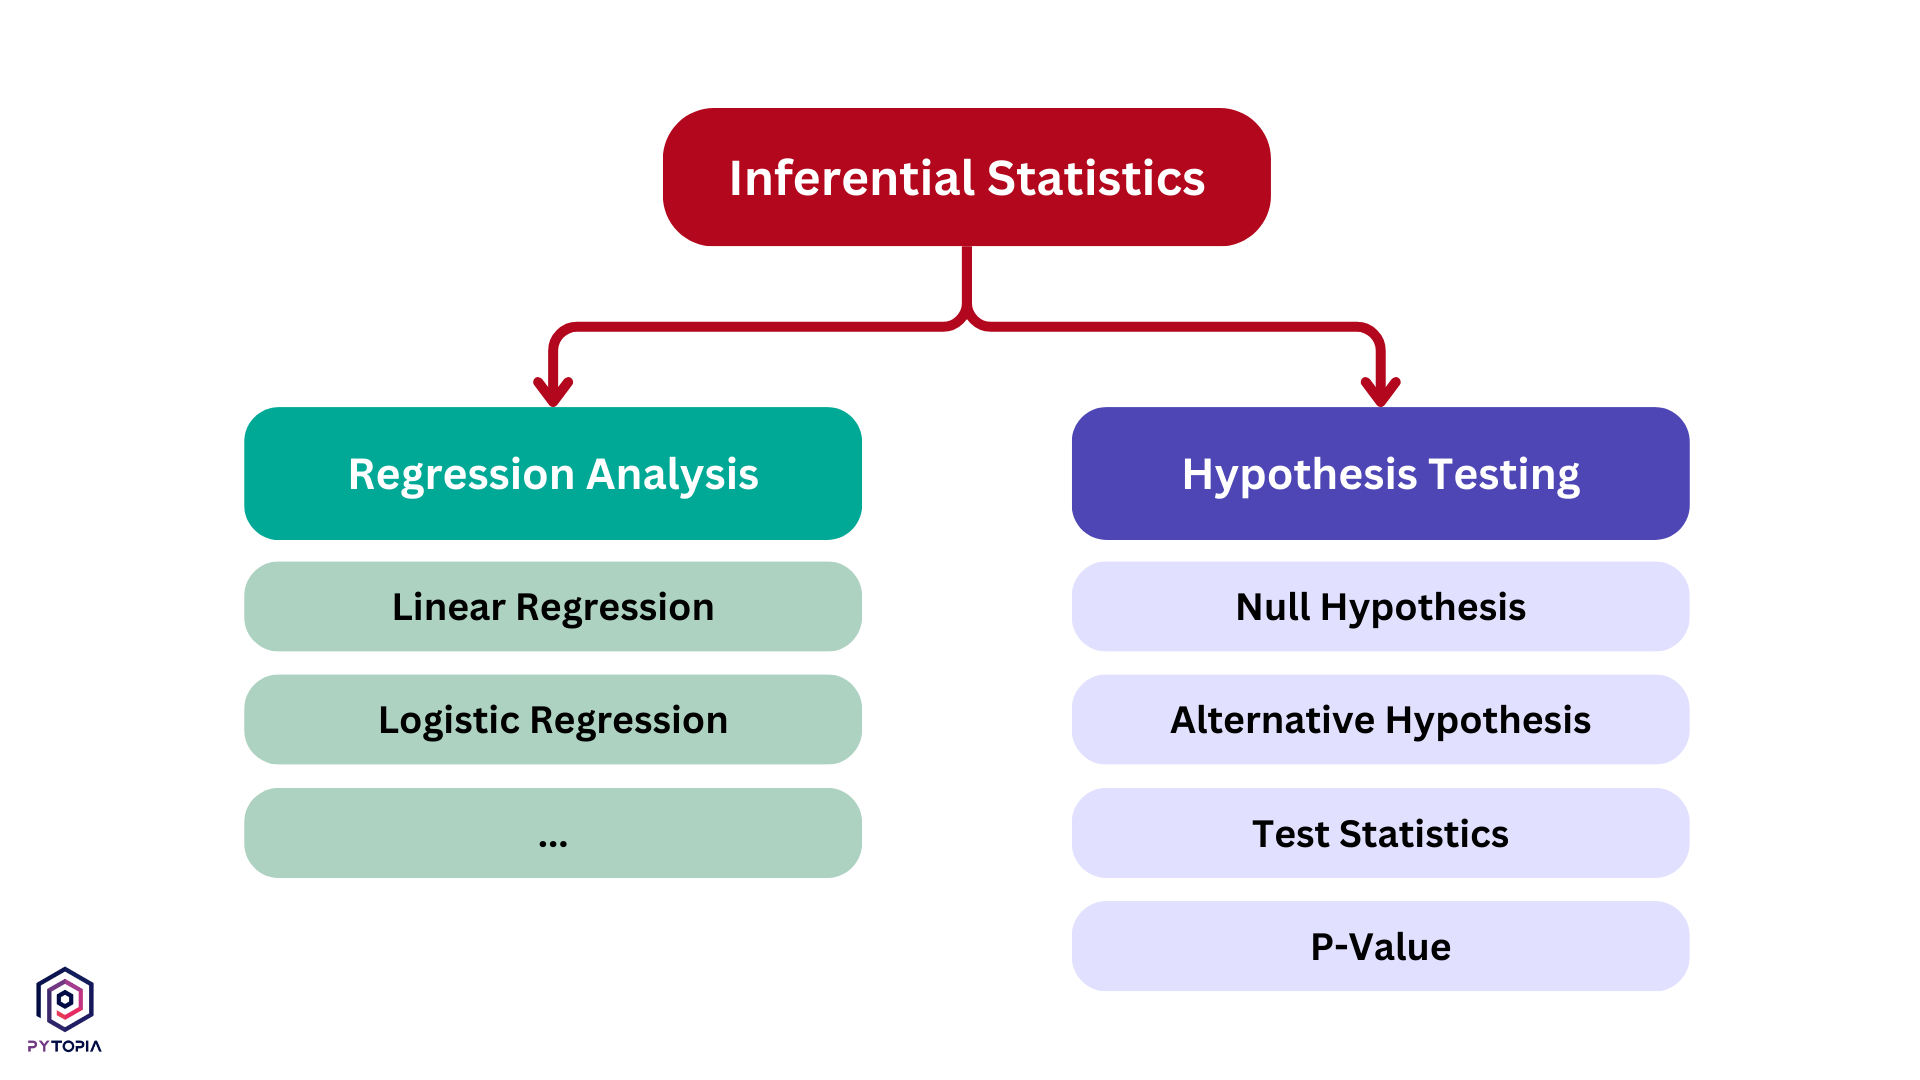 Inferential Statistics
Regression Analysis
Linear Regression
Logistic Regression
...
Hypothesis Testing
Null Hypothesis
Alternative Hypothesis
Test Statistics
P-Value
PYTOPIA